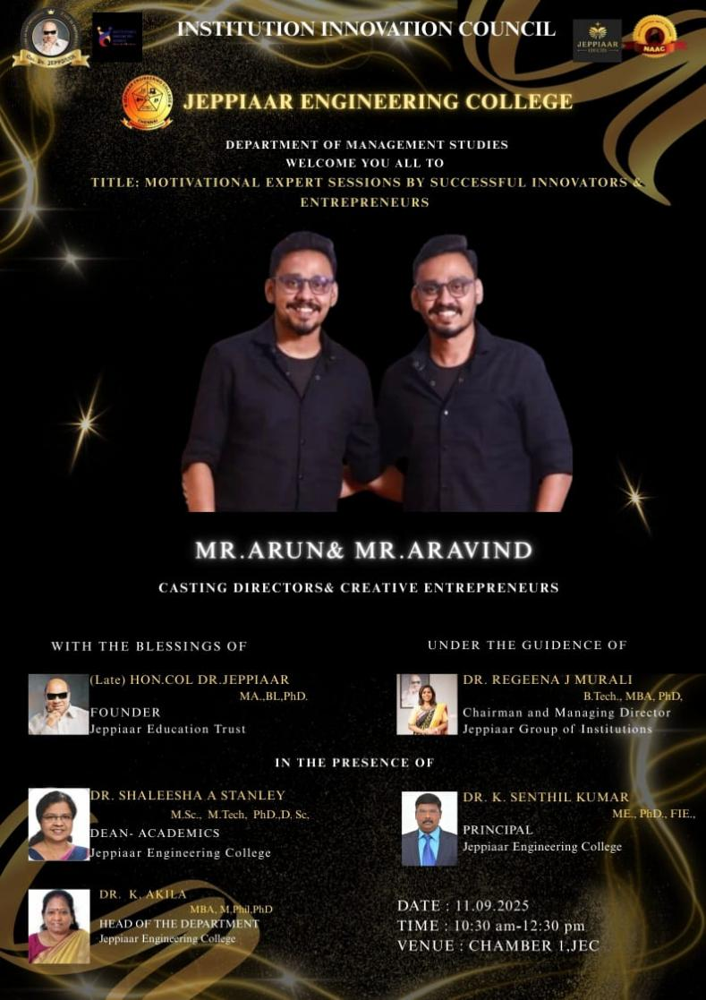 INSTITUTION INNOVATION COUNCIL
JEPPIAAR
NAAC
JEPPIAAR ENGINEERING COLLEGE
CHENNAI
DEPARTMENT OF MANAGEMENT STUDIES
WELCOME YOU ALL TO
TITLE: MOTIVATIONAL EXPERT SESSIONS BY SUCCESSFUL INNOVATORS &
ENTREPRENEURS
MR.ARUN& MR.ARAVIND
CASTING DIRECTORS& CREATIVE ENTREPRENEURS
WITH THE BLESSINGS OF
(Late) HON.COL DR.JEPPIAAR
MA.,BL,PhD.
FOUNDER
Jeppiaar Education Trust
UNDER THE GUIDENCE OF
DR. REGEENA J MURALI
B.Tech., MBA, PhD,
Chairman and Managing Director
Jeppiaar Group of Institutions
IN THE PRESENCE OF
DR. SHALEESHA A STANLEY
M.Sc., M.Tech, PhD.,D. Sc,
DEAN- ACADEMICS
Jeppiaar Engineering College
DR. K. SENTHIL KUMAR
ME., PhD., FIE.,
PRINCIPAL
Jeppiaar Engineering College
DR. K. AKILA
MBA, M,Phil,PhD
HEAD OF THE DEPARTMENT
Jeppiaar Engineering College
DATE : 11.09.2025
TIME : 10:30 am-12:30 pm
VENUE : CHAMBER 1,JEC